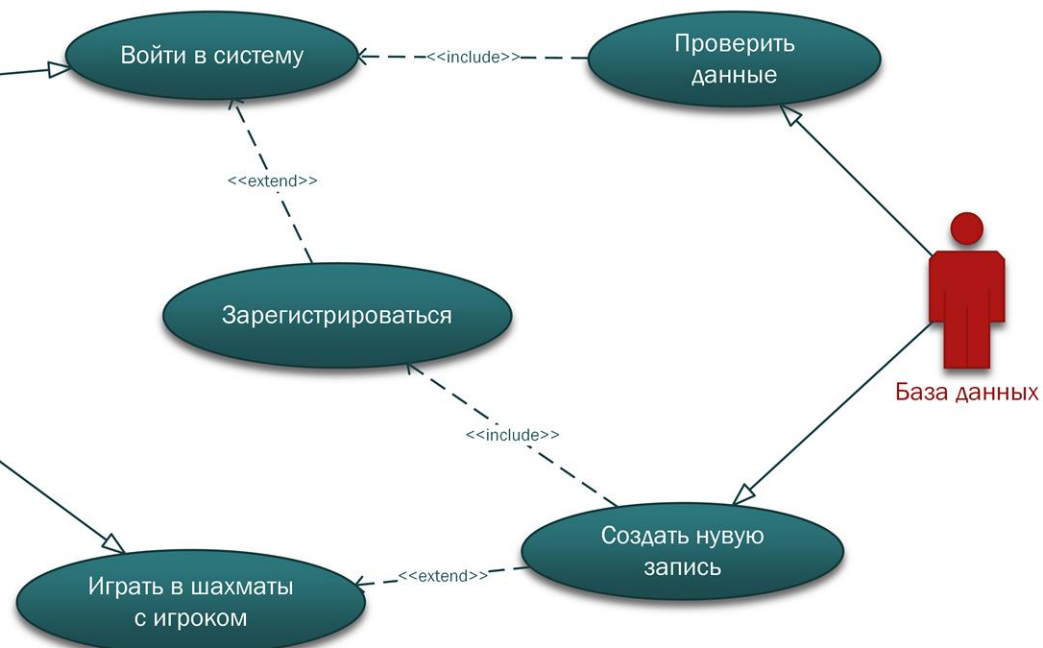 Войти в систему
<<include>>
Проверить
данные
<<extend>>
Зарегистрироваться
База данных
<<include>>
Создать нувую
запись
<<extend>>
Играть в шахматы
с игроком